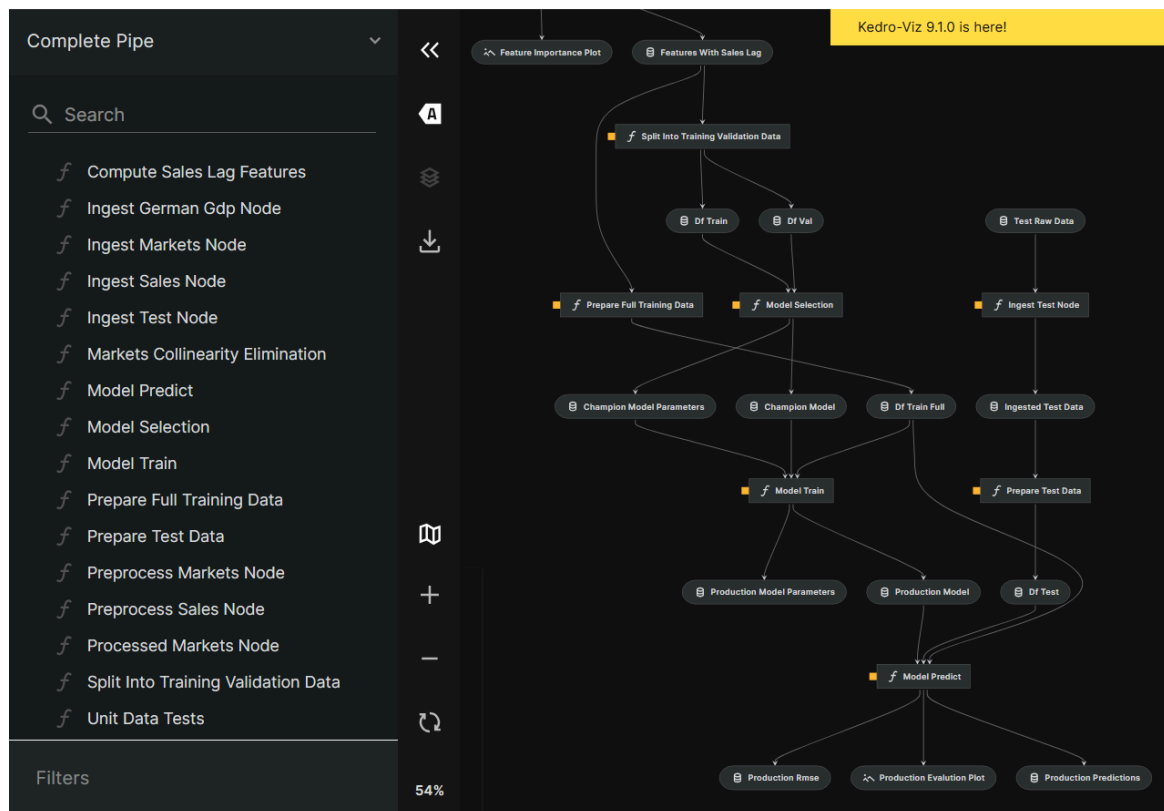 Complete Pipe
Search
Compute Sales Lag Features
Ingest German Gdp Node
Ingest Markets Node
Ingest Sales Node
Ingest Test Node
Markets Collinearity Elimination
Model Predict
Model Selection
Model Train
Prepare Full Training Data
Prepare Test Data
Preprocess Markets Node
Preprocess Sales Node
Processed Markets Node
Split Into Training Validation Data
Unit Data Tests
Filters
A
54%
Kedro-Viz 9.1.0 is here!
Feature Importance Plot
Features With Sales Lag
Split Into Training Validation Data
Df Train
Df Val
Test Raw Data
Prepare Full Training Data
Model Selection
Ingest Test Node
Champion Model Parameters
Champion Model
Df Train Full
Ingested Test Data
Model Train
Prepare Test Data
Production Model Parameters
Production Model
Df Test
Model Predict
Production Rmse
Production Evalution Plot
Production Predictions